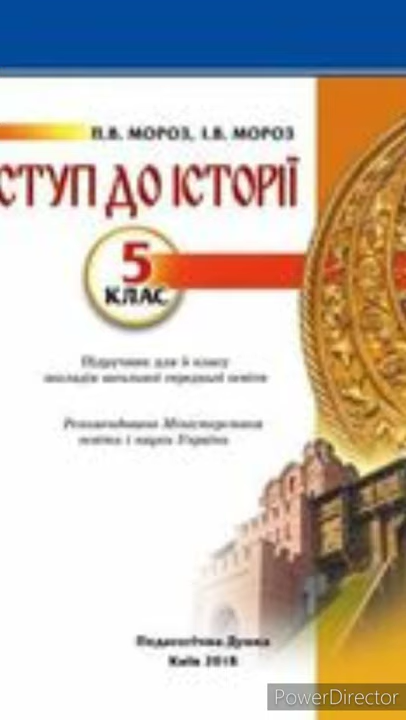 П.В. МОРОЗ, І.В. МОРОЗ
СТУП ДО ІСТОРІЇ
5
КЛАС
Підручник для 5 класу
закладів загальної середньої освіти
Рекомендовано Міністерством
освіти і науки України
Педагогічна Думка
Київ 2018
PowerDirector